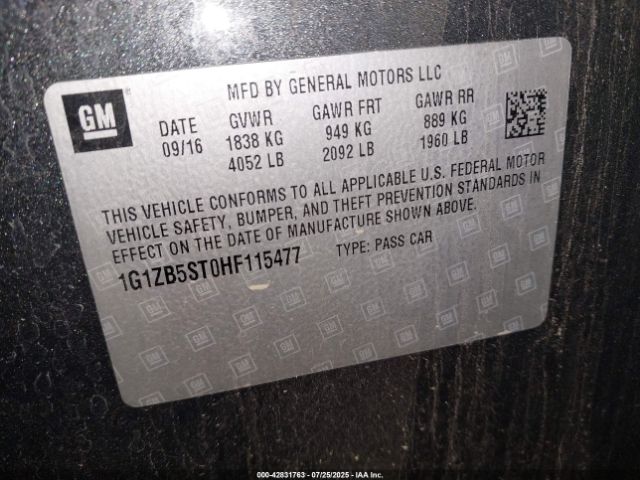 GM
MFD BY GENERAL MOTORS LLC
DATE GVWR GAWR FRT GAWR RR
09/16 1838 KG 949 KG 889 KG
4052 LB 2092 LB 1960 LB
THIS VEHICLE CONFORMS TO ALL APPLICABLE U.S. FEDERAL MOTOR
VEHICLE SAFETY, BUMPER, AND THEFT PREVENTION STANDARDS IN
EFFECT ON THE DATE OF MANUFACTURE SHOWN ABOVE.
1G1ZB5ST0HF115477 TYPE: PASS CAR
000-42831763 - 07/25/2025 - IAA Inc.